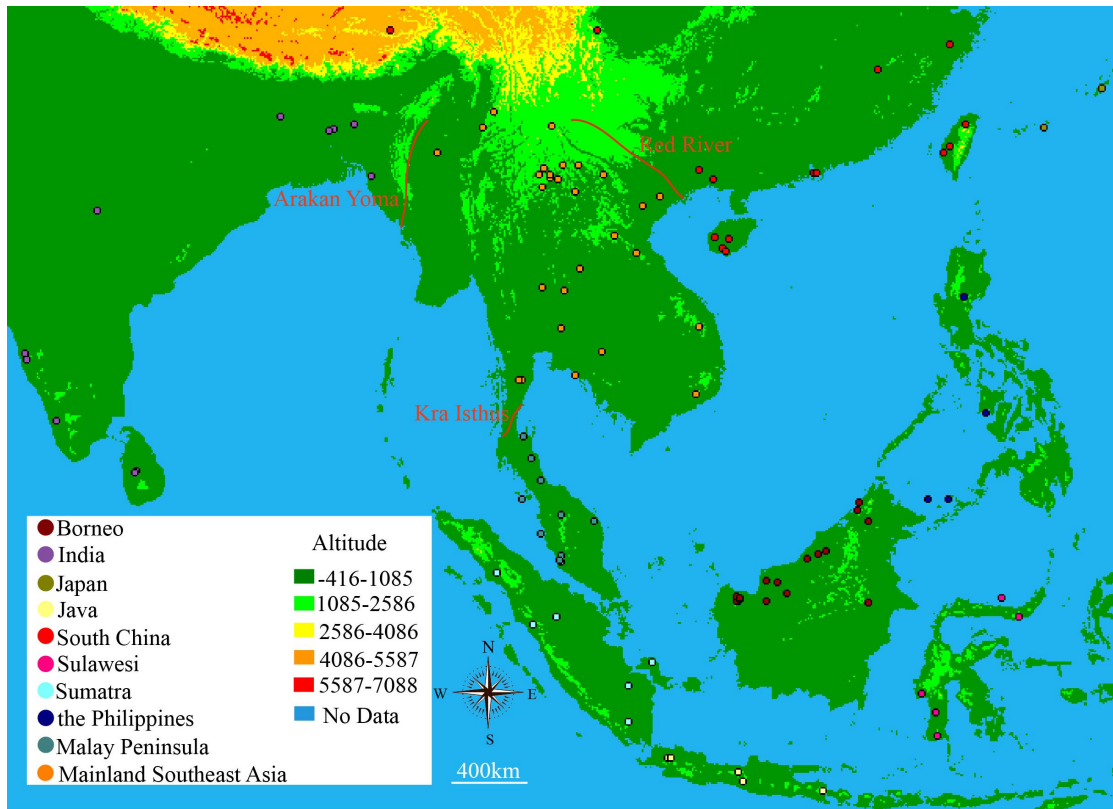 Red River
Arakan Yoma
Kra Isthus
Borneo
India
Japan
Java
South China
Sulawesi
Sumatra
the Philippines
Malay Peninsula
Mainland Southeast Asia
Altitude
-416-1085
1085-2586
2586-4086
4086-5587
5587-7088
No Data
N
W
E
S
400km